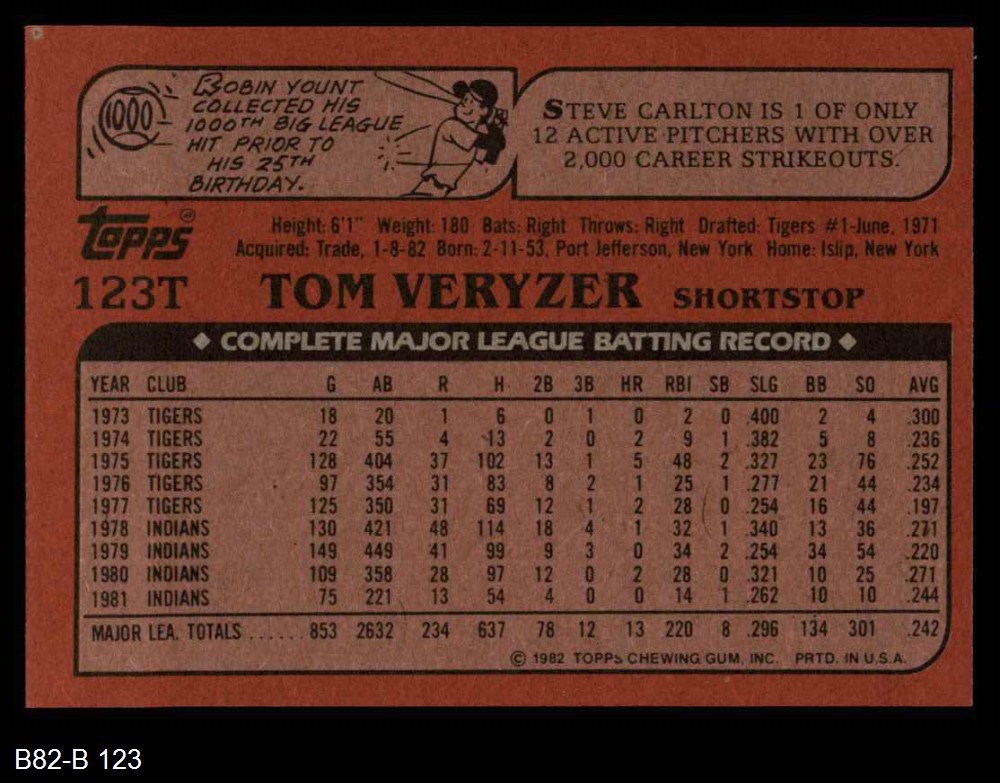 1000
ROBIN YOUNT
COLLECTED HIS
1000TH BIG LEAGUE
HIT PRIOR TO
HIS 25TH
BIRTHDAY.
STEVE CARLTON IS 1 OF ONLY
12 ACTIVE PITCHERS WITH OVER
2,000 CAREER STRIKEOUTS.
Topps®
Height: 6'1" Weight: 180 Bats: Right Throws: Right Drafted: Tigers #1-June, 1971
Acquired: Trade, 1-8-82 Born: 2-11-53, Port Jefferson, New York Home: Islip, New York
123T TOM VERYZER SHORTSTOP
◆ COMPLETE MAJOR LEAGUE BATTING RECORD ◆
YEAR CLUB G AB R H 2B 3B HR RBI SB SLG BB SO AVG
1973 TIGERS 18 20 1 6 0 1 0 2 0 .400 2 4 .300
1974 TIGERS 22 55 4 13 2 0 2 9 1 .382 5 8 .236
1975 TIGERS 128 404 37 102 13 1 5 48 2 .327 23 76 .252
1976 TIGERS 97 354 31 83 8 2 1 25 1 .277 21 44 .234
1977 TIGERS 125 350 31 69 12 1 2 28 0 .254 16 44 .197
1978 INDIANS 130 421 48 114 18 4 1 32 1 .340 13 36 .271
1979 INDIANS 149 449 41 99 9 3 0 34 2 .254 34 54 .220
1980 INDIANS 109 358 28 97 12 0 2 28 0 .321 10 25 .271
1981 INDIANS 75 221 13 54 4 0 0 14 1 .262 10 10 .244
MAJOR LEA. TOTALS ...... 853 2632 234 637 78 12 13 220 8 .296 134 301 .242
© 1982 TOPPS CHEWING GUM, INC. PRTD. IN U.S.A.
B82-B 123